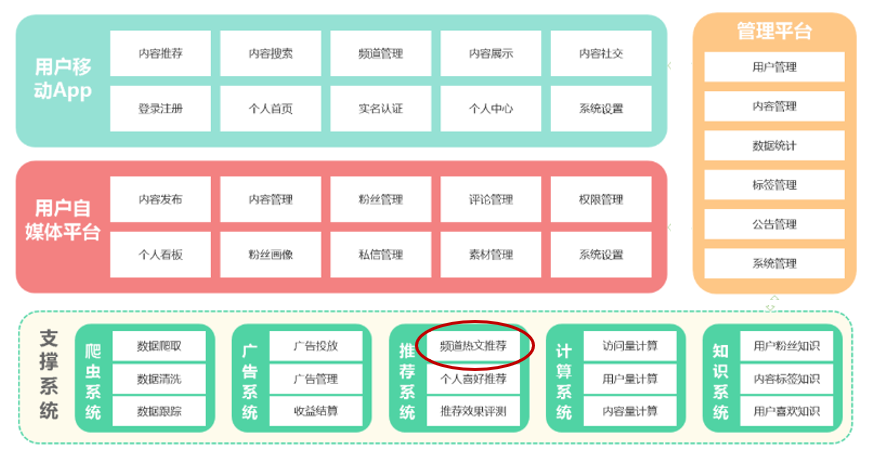 用户移
动App
内容推荐
内容搜索
频道管理
内容展示
内容社交
登录注册
个人首页
实名认证
个人中心
系统设置
用户自
媒体平台
内容发布
内容管理
粉丝管理
评论管理
权限管理
个人看板
粉丝画像
私信管理
素材管理
系统设置
管理平台
用户管理
内容管理
数据统计
标签管理
公告管理
系统管理
支撑系统
爬虫系统
数据爬取
数据清洗
数据跟踪
广告系统
广告投放
广告管理
收益结算
推荐系统
频道热文推荐
个人喜好推荐
推荐效果评测
计算系统
访问量计算
用户量计算
内容量计算
知识系统
用户粉丝知识
内容标签知识
用户喜欢知识